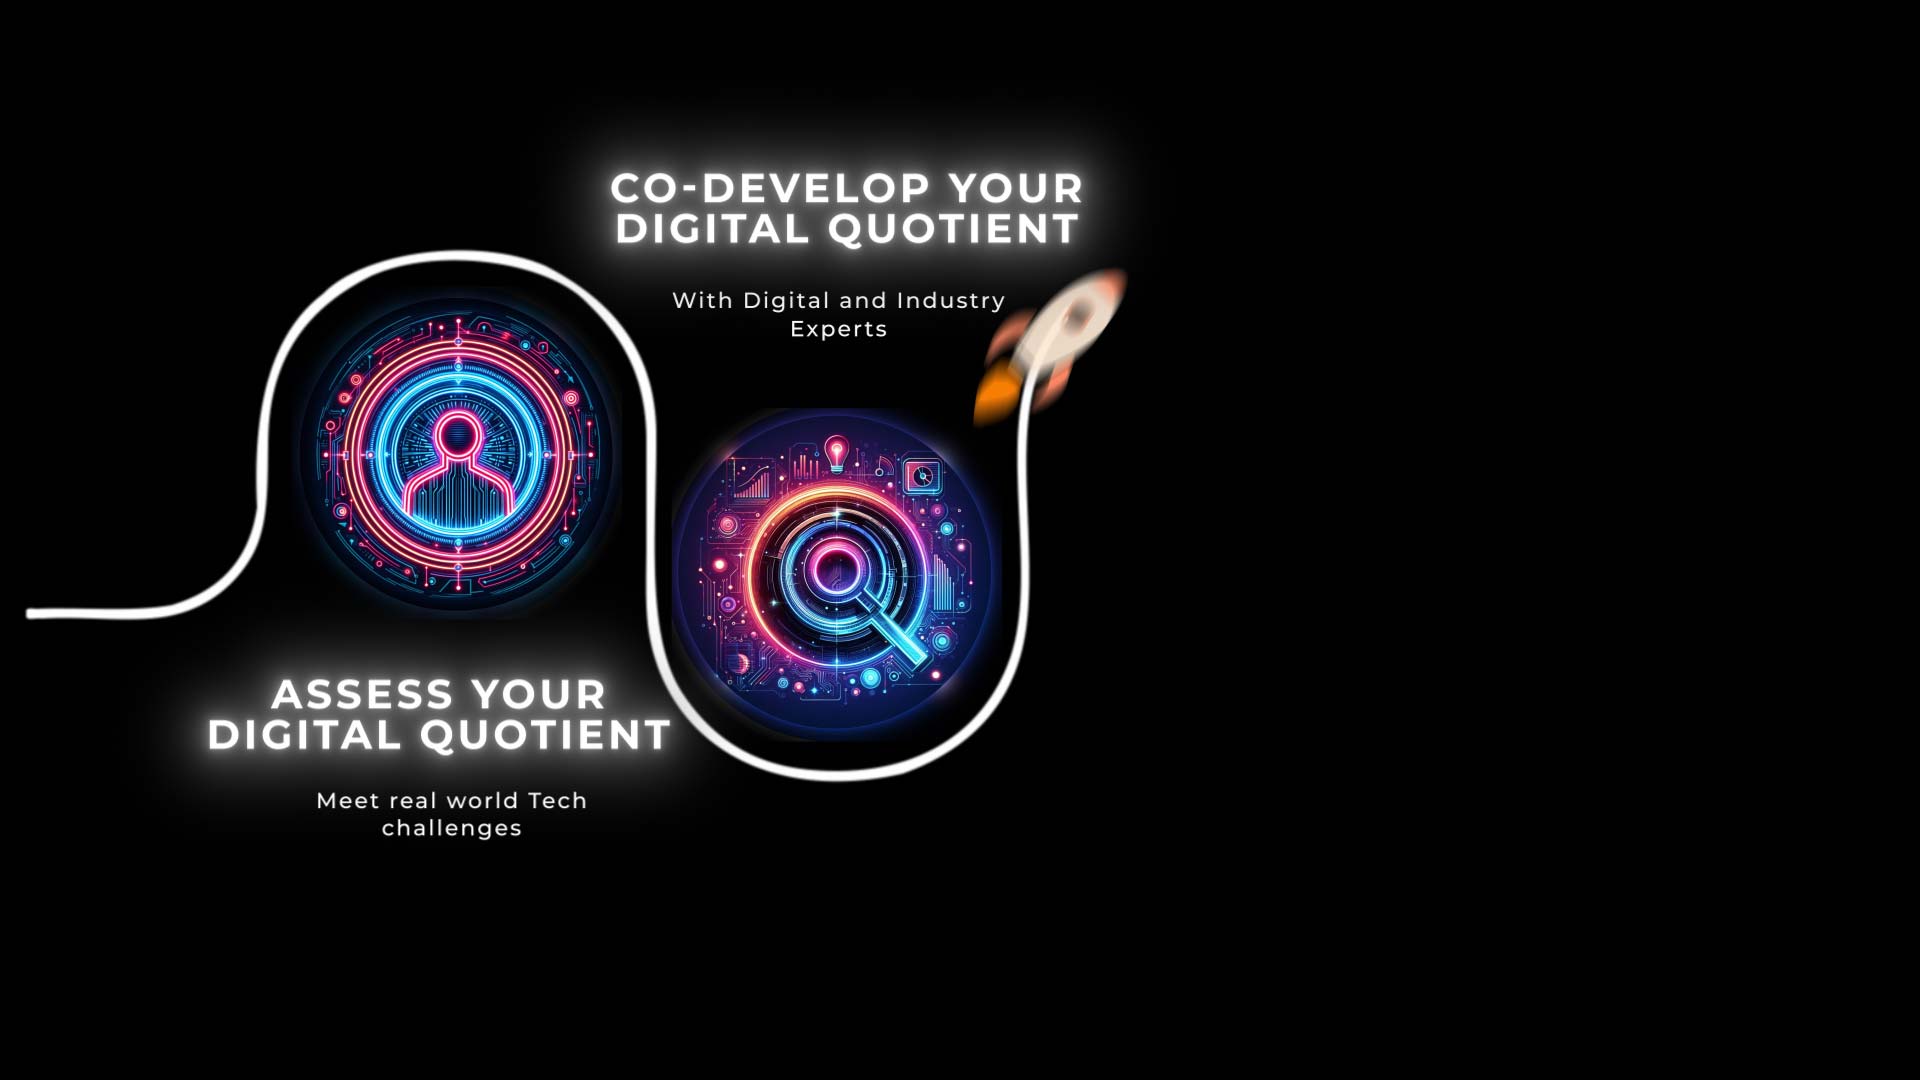 CO-DEVELOP YOUR
DIGITAL QUOTIENT
With Digital and Industry
Experts
ASSESS YOUR
DIGITAL QUOTIENT
Meet real world Tech
challenges